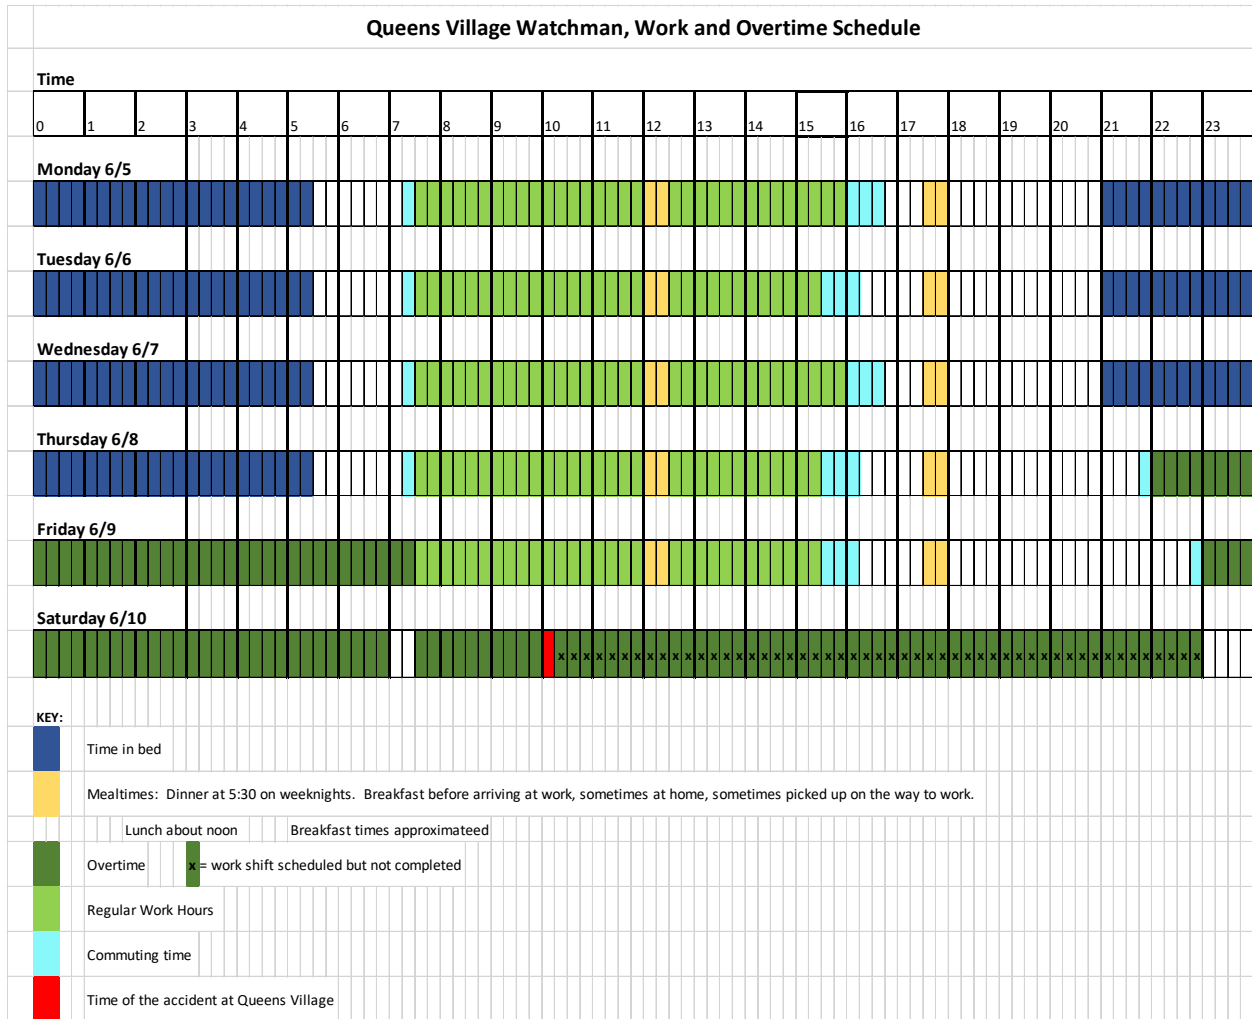 Queens Village Watchman, Work and Overtime Schedule
Time
0 1 2 3 4 5 6 7 8 9 10 11 12 13 14 15 16 17 18 19 20 21 22 23
Monday 6/5
Tuesday 6/6
Wednesday 6/7
Thursday 6/8
Friday 6/9
Saturday 6/10
x x x x x x x x x x x x x x x x x x x x x x x x x x x x x x x x x x x x x x x x x x x x x x x x x x x
KEY:
Time in bed
Mealtimes: Dinner at 5:30 on weeknights. Breakfast before arriving at work, sometimes at home, sometimes picked up on the way to work.
Lunch about noon Breakfast times approximateed
Overtime x = work shift scheduled but not completed
Regular Work Hours
Commuting time
Time of the accident at Queens Village